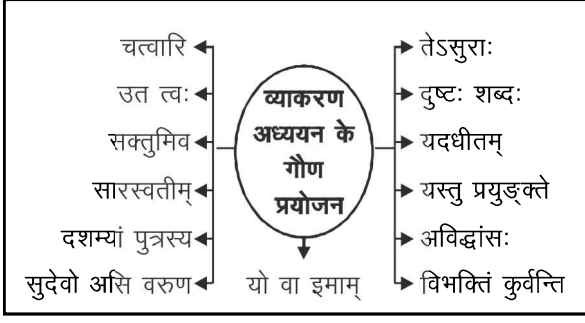 चत्वारि
उत त्व:
सक्तुमिव
सारस्वतीम्
दशम्यां पुत्रस्य
सुदेवो असि वरुण
व्याकरण
अध्ययन के
गौण
प्रयोजन
यो वा इमाम्
तेऽसुराः
दुष्टः शब्दः
यदधीतम्
यस्तु प्रयुङ्क्ते
अविद्वांसः
विभक्तिं कुर्वन्ति